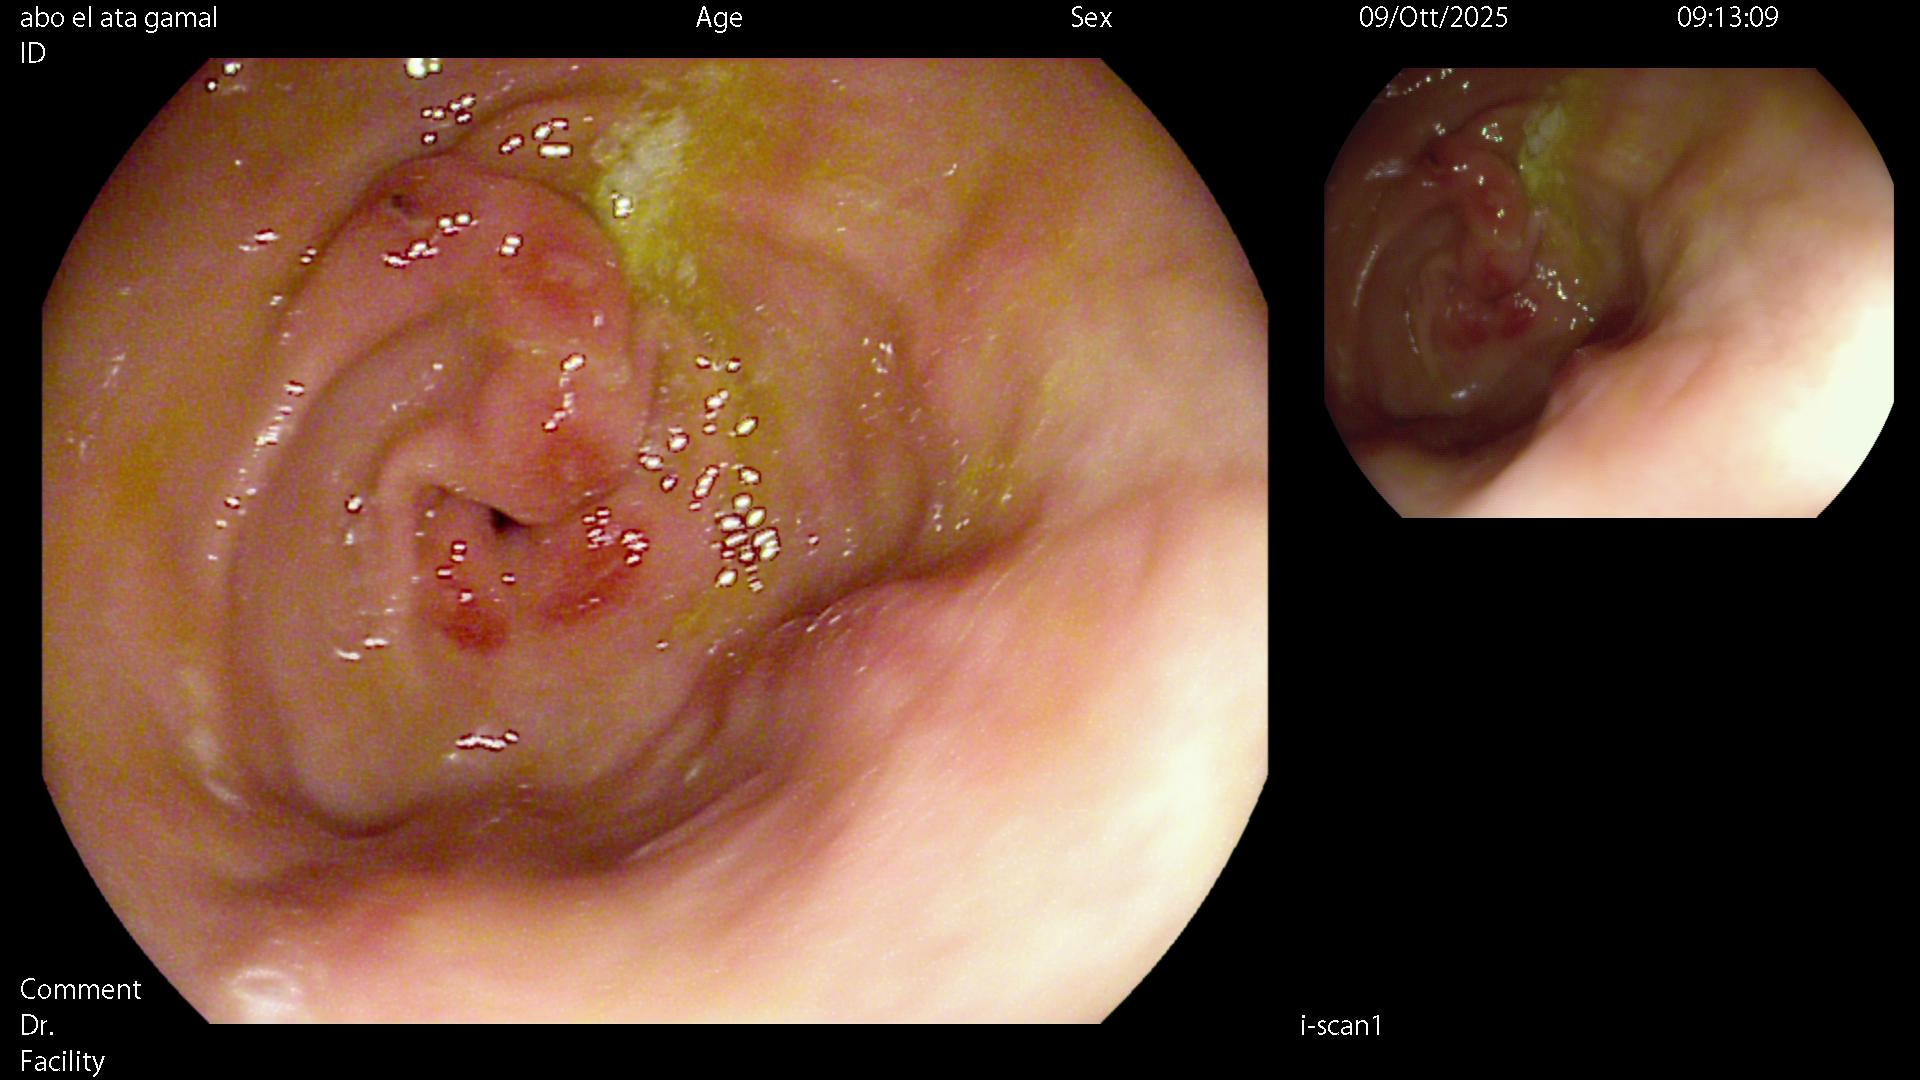 abo el ata gamal Age Sex 09/Ott/2025 09:13:09
ID
Comment
Dr. i-scan1
Facility